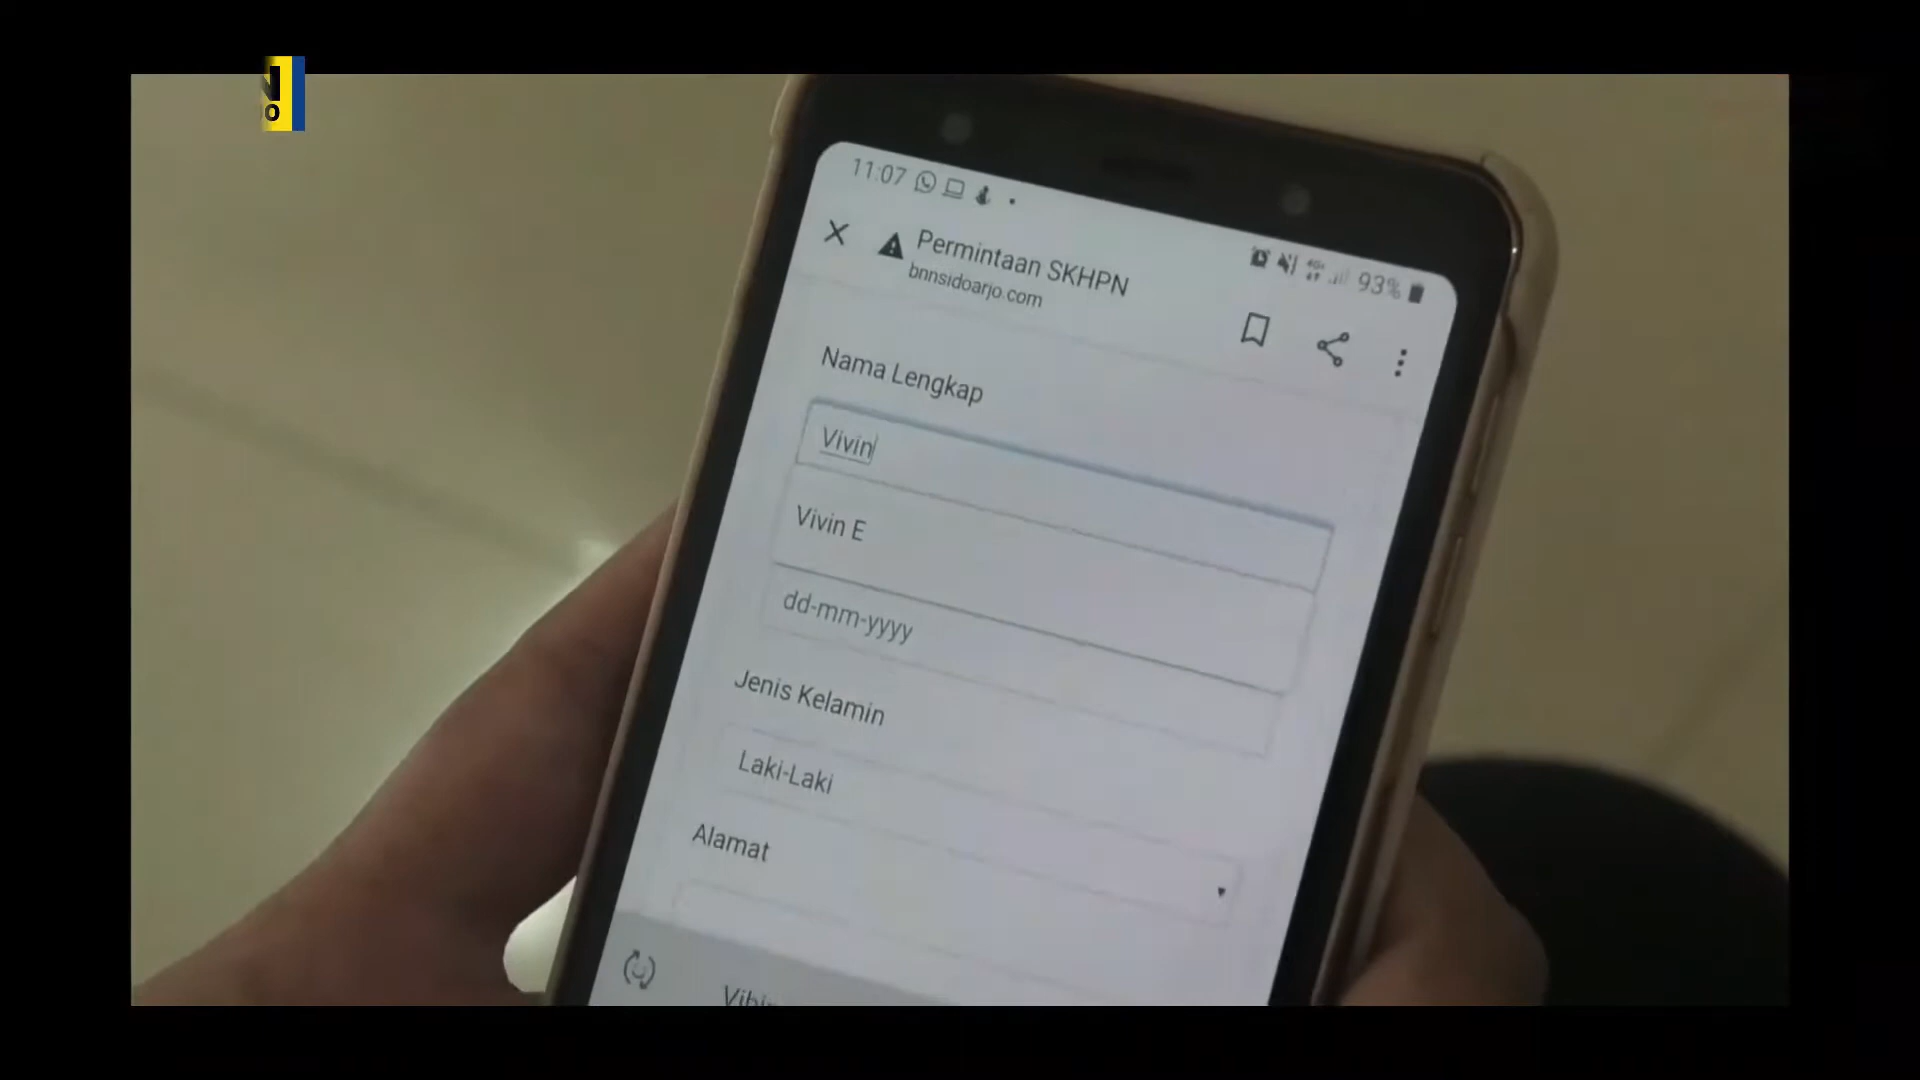 11:07
93%
Permintaan SKHPN
bnnsidoarjo.com
Nama Lengkap
Vivin
Vivin E
dd-mm-yyyy
Jenis Kelamin
Laki-Laki
Alamat